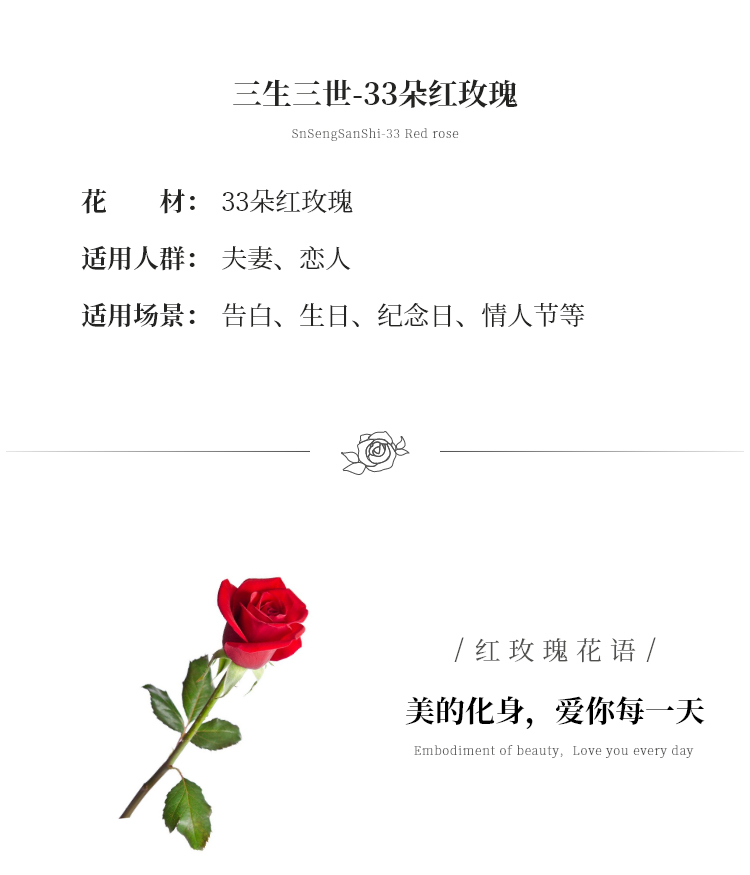 三生三世-33朵红玫瑰
SnSengSanShi-33 Red rose
花 材： 33朵红玫瑰
适用人群： 夫妻、恋人
适用场景： 告白、生日、纪念日、情人节等
/ 红玫瑰花语 /
美的化身，爱你每一天
Embodiment of beauty，Love you every day